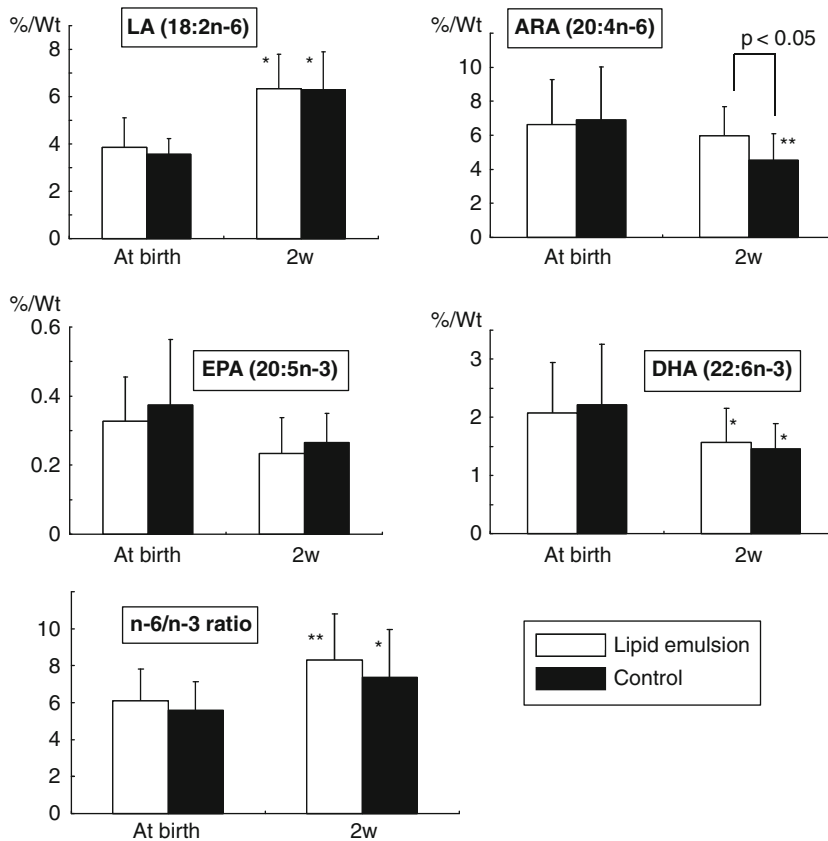 %/Wt
LA (18:2n-6)
8
6
4
2
0
* *
At birth 2w
%/Wt
ARA (20:4n-6)
p < 0.05
10
8
6
4
2
0
**
At birth 2w
%/Wt
EPA (20:5n-3)
0.6
0.4
0.2
0
At birth 2w
%/Wt
DHA (22:6n-3)
3
2
1
0
* *
At birth 2w
n-6/n-3 ratio
10
8
6
4
2
0
** *
At birth 2w
Lipid emulsion
Control